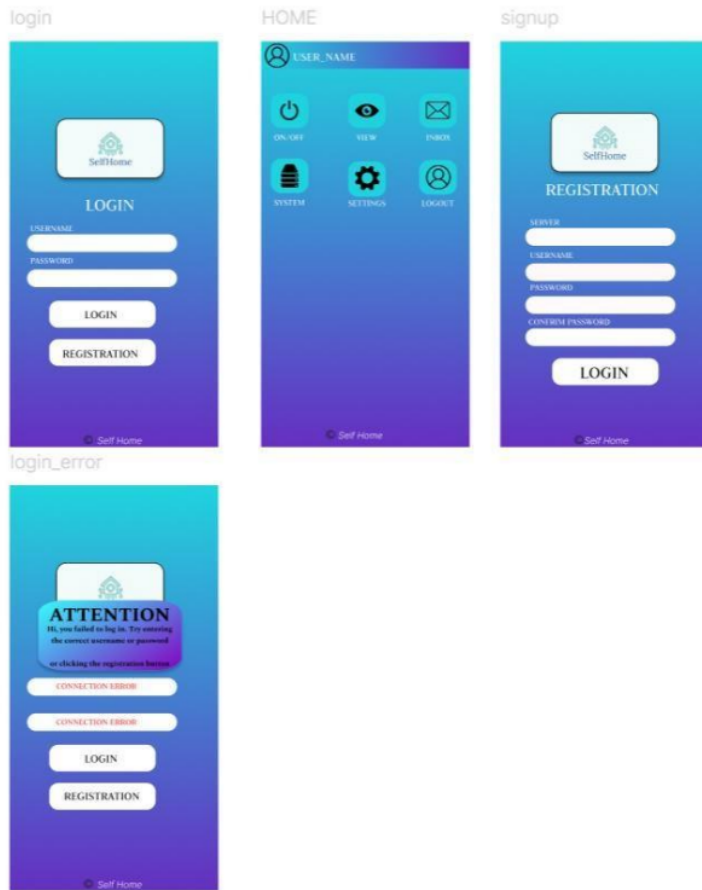 login
SelfHome
LOGIN
USERNAME
PASSWORD
LOGIN
REGISTRATION
© Self Home
HOME
USER_NAME
ON/OFF VIEW INBOX
SYSTEM SETTINGS LOGOUT
© Self Home
signup
SelfHome
REGISTRATION
SERVER
USERNAME
PASSWORD
CONFRIM PASSWORD
LOGIN
© Self Home
login_error
ATTENTION
Hi, you failed to log in. Try entering
the correct username or password
or clicking the registration button
CONNECTION ERROR
CONNECTION ERROR
LOGIN
REGISTRATION
© Self Home